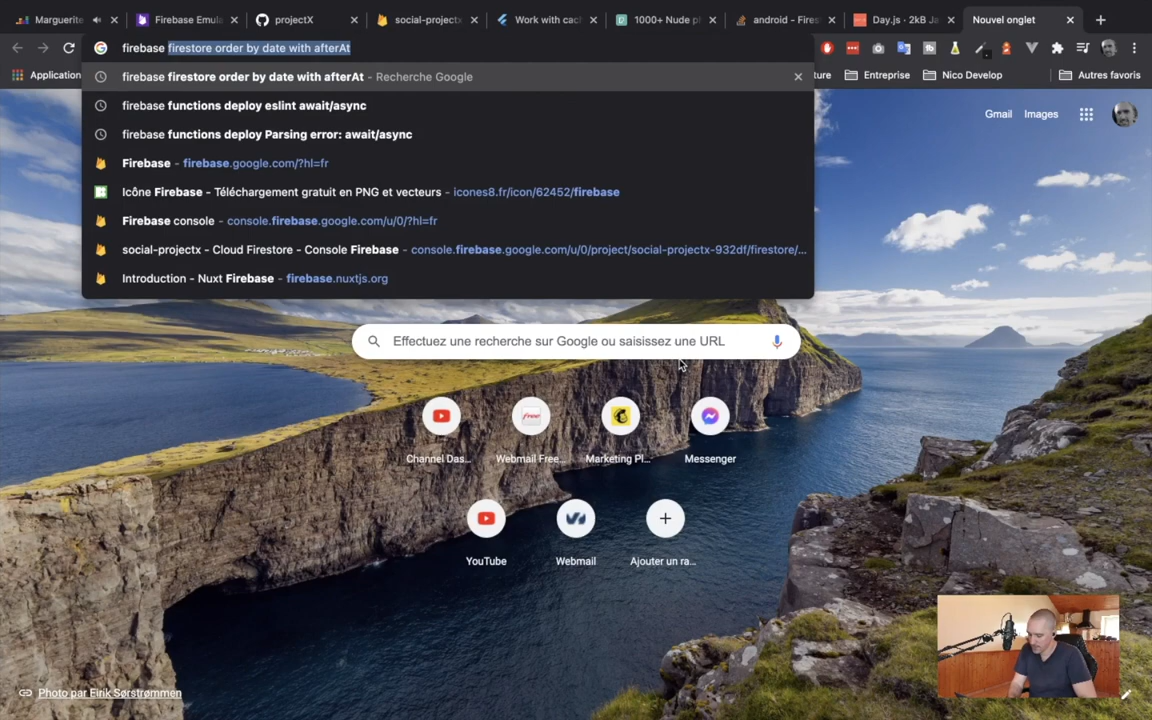 Marguerite
Firebase Emula
projectX
social-projectx
Work with cach
1000+ Nude p
android - Fires
Day.js · 2kB Ja
Nouvel onglet
firebase firestore order by date with afterAt
Application
ture
Entreprise
Nico Develop
Autres favoris
firebase firestore order by date with afterAt - Recherche Google
firebase functions deploy eslint await/async
firebase functions deploy Parsing error: await/async
Firebase - firebase.google.com/?hl=fr
Icône Firebase - Téléchargement gratuit en PNG et vecteurs - icones8.fr/icon/62452/firebase
Firebase console - console.firebase.google.com/u/0/?hl=fr
social-projectx - Cloud Firestore - Console Firebase - console.firebase.google.com/u/0/project/social-projectx-932df/firestore/...
Introduction - Nuxt Firebase - firebase.nuxtjs.org
Gmail
Images
Effectuez une recherche sur Google ou saisissez une URL
free
Channel Das...
Webmail Free...
Marketing Pl...
Messenger
YouTube
Webmail
Ajouter un ra...
Photo par Eirik Sørstrømmen